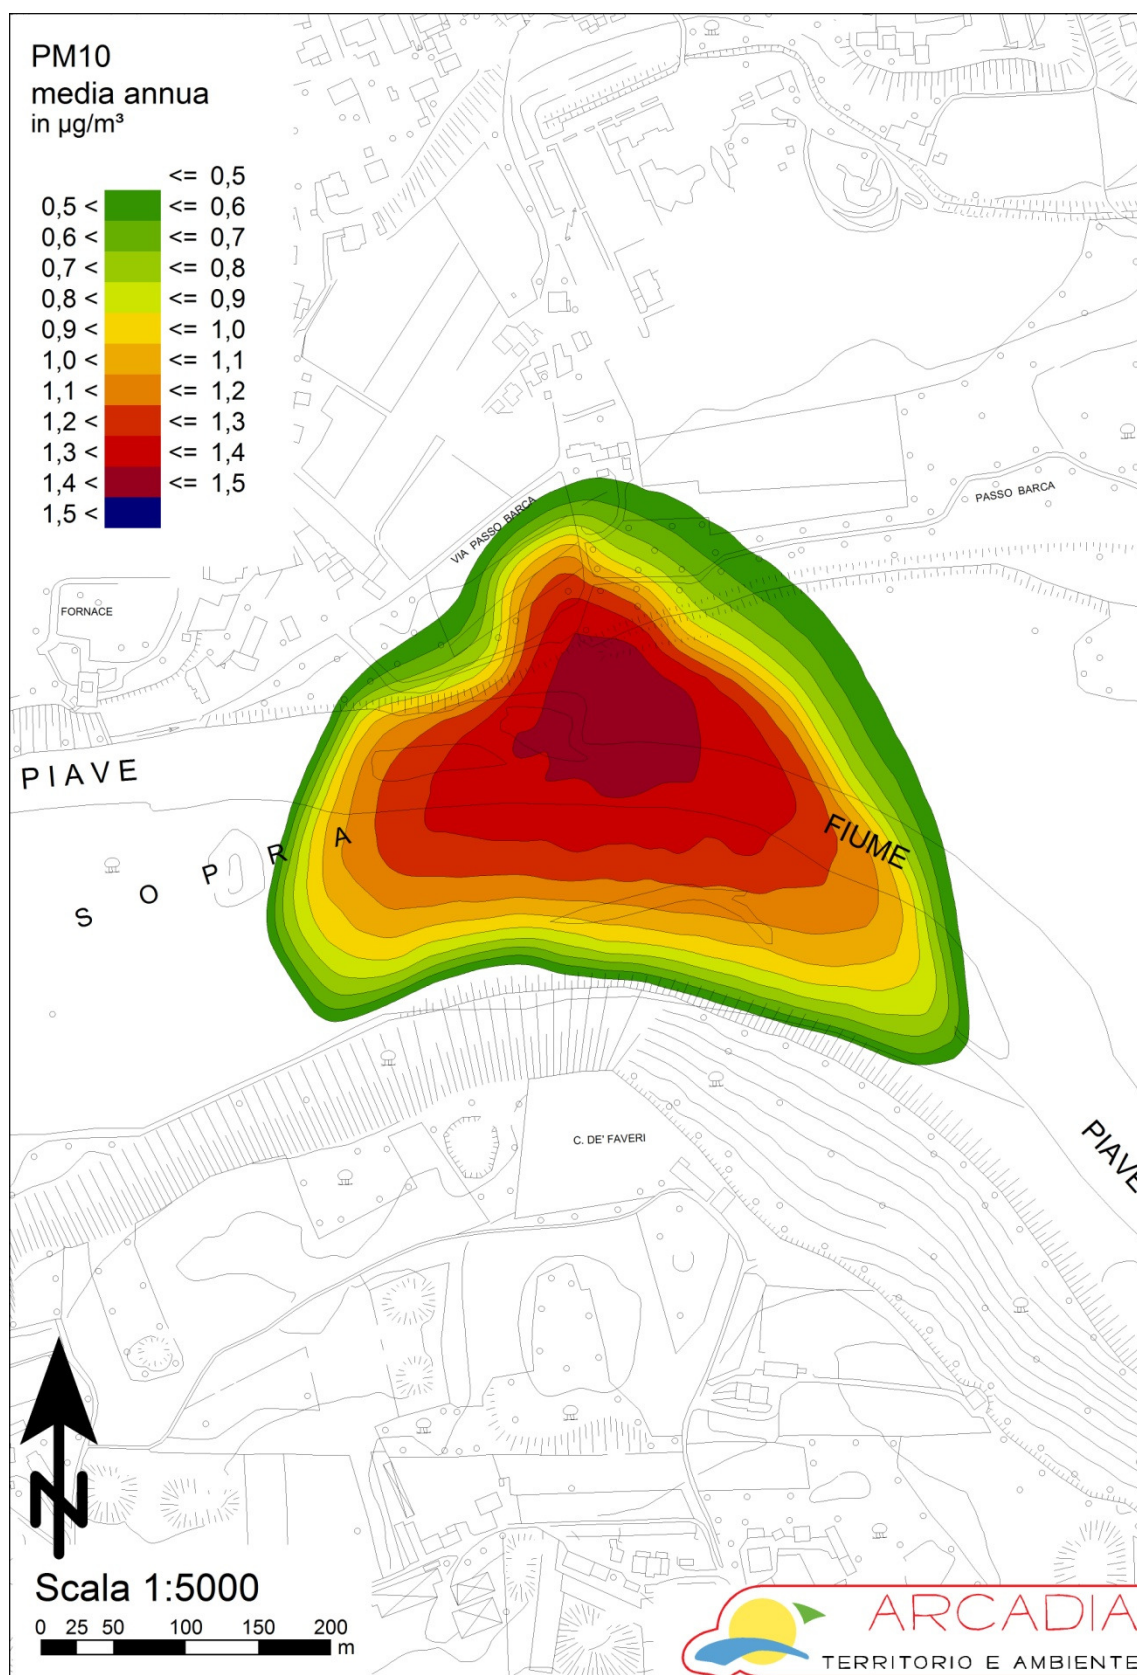 PM10
media annua
in µg/m³
<= 0,5
0,5 < <= 0,6
0,6 < <= 0,7
0,7 < <= 0,8
0,8 < <= 0,9
0,9 < <= 1,0
1,0 < <= 1,1
1,1 < <= 1,2
1,2 < <= 1,3
1,3 < <= 1,4
1,4 < <= 1,5
1,5 <
PASSO BARCA
VIA PASSO BARCA
FORNACE
PIAVE
SOPRA
FIUME
PIAVE
C. DE' FAVERI
N
Scala 1:5000
0 25 50 100 150 200
m
ARCADIA
TERRITORIO E AMBIENTE